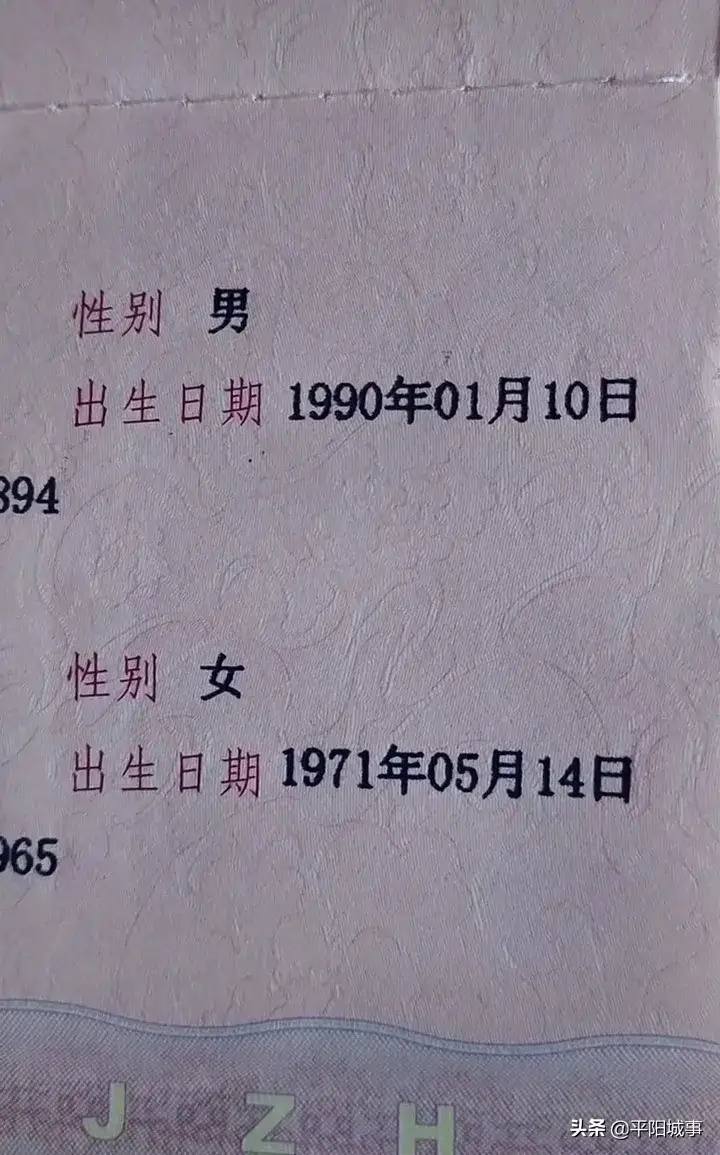 性别 男
出生日期 1990年01月10日
894
性别 女
出生日期 1971年05月14日
965
J Z H
头条 @平阳城事